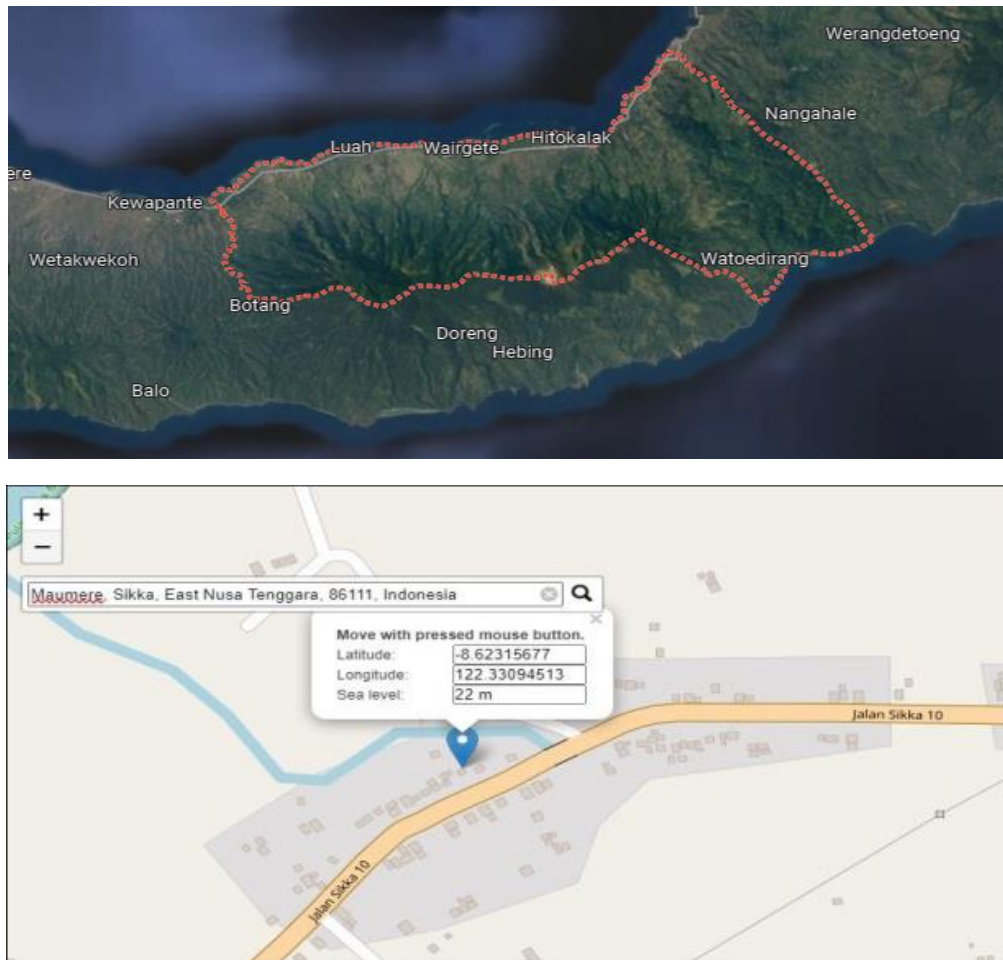 Werangdetoeng
Nangahale
Hitokalak
Luah
Wairgete
ere
Kewapante
Wetakwekoh
Watoedirang
Botang
Doreng
Hebing
Balo
+
−
Maumere, Sikka, East Nusa Tenggara, 86111, Indonesia
Move with pressed mouse button.
Latitude: -8.62315677
Longitude: 122.33094513
Sea level: 22 m
Jalan Sikka 10
Jalan Sikka 10